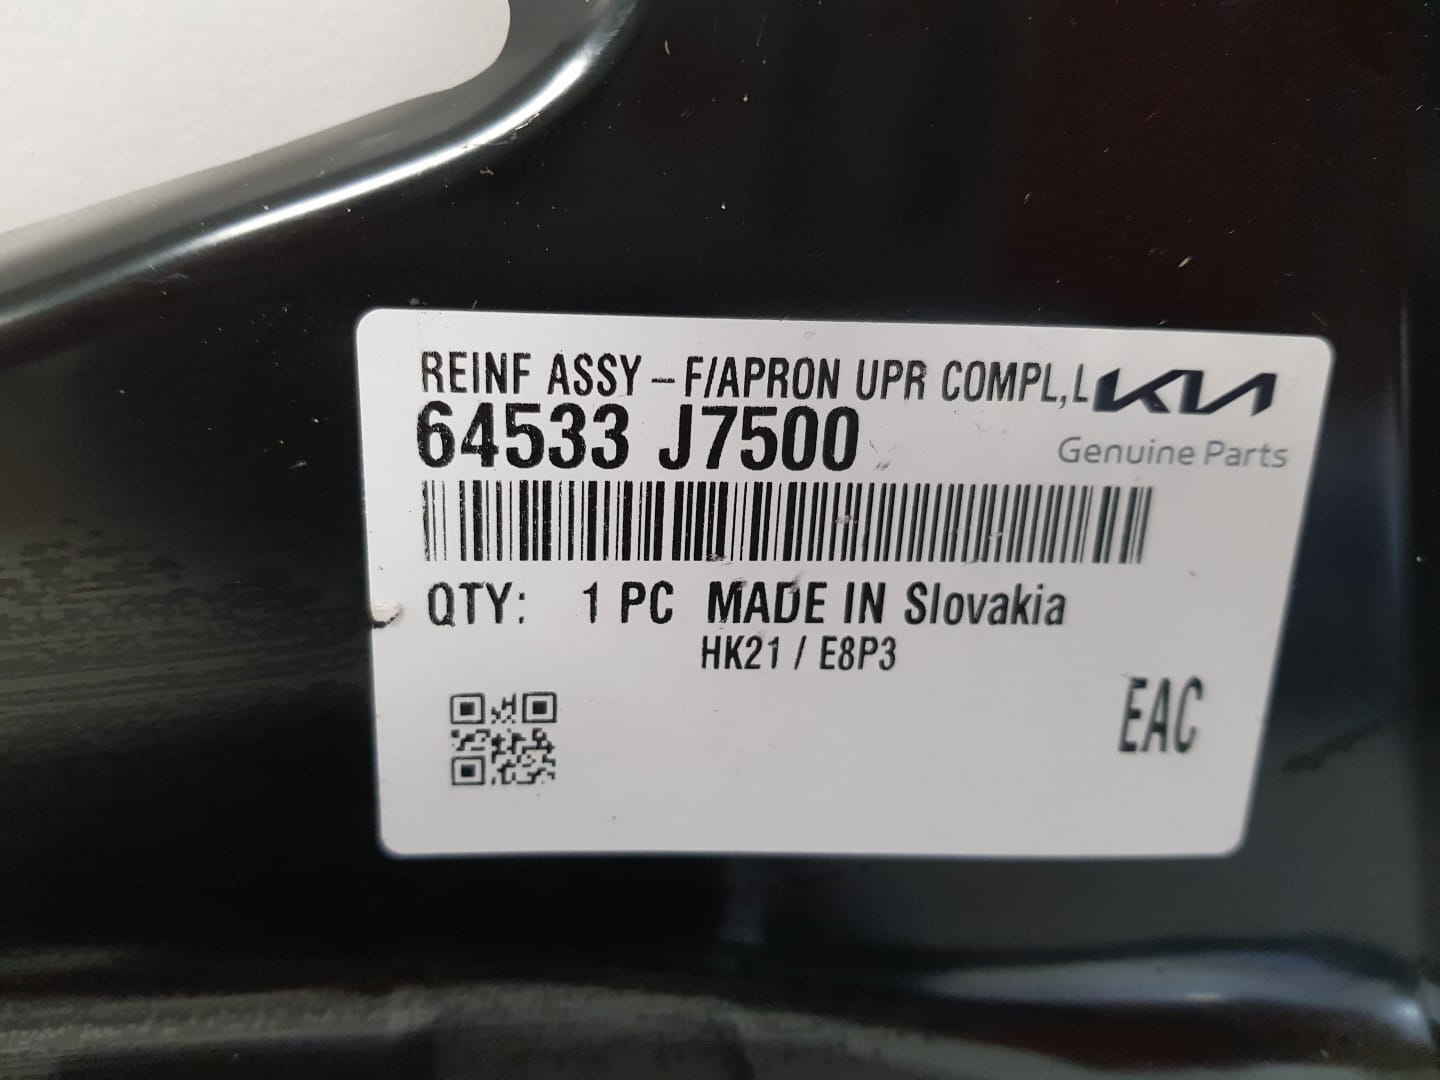 REINF ASSY - F/APRON UPR COMPL,L
KIA
64533 J7500
Genuine Parts
QTY: 1 PC MADE IN Slovakia
HK21 / E8P3
EAC